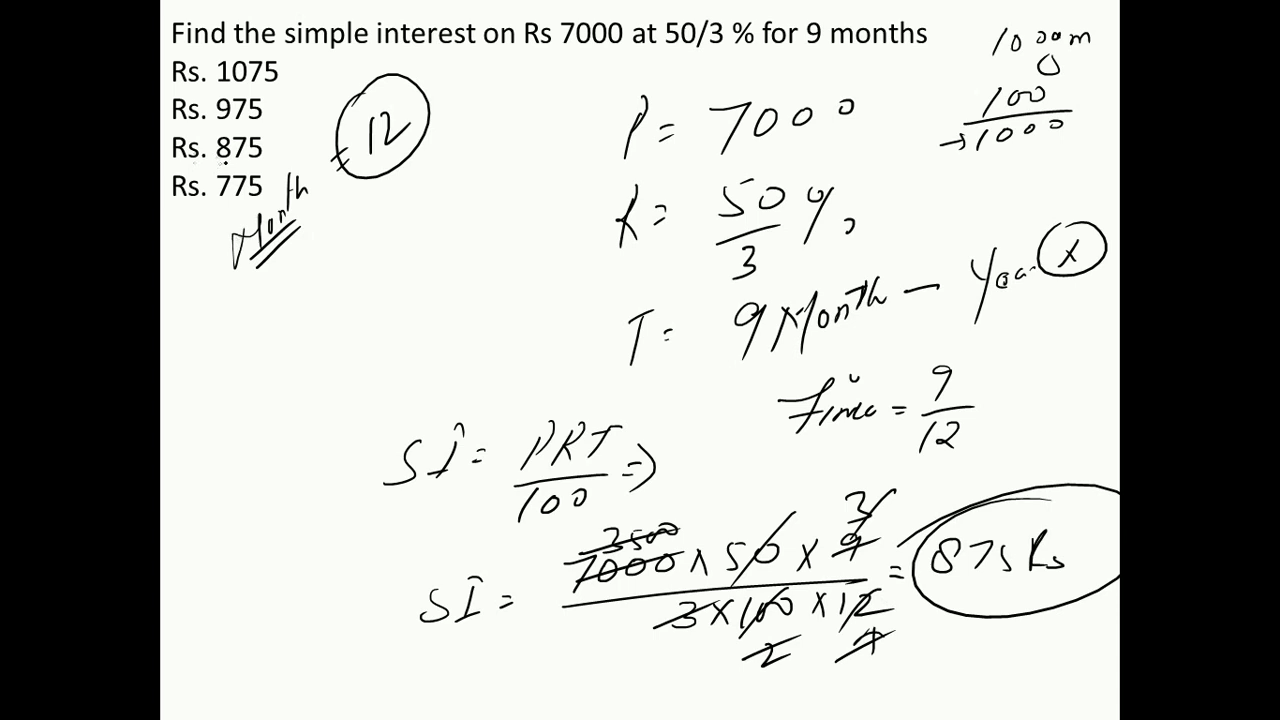 Find the simple interest on Rs 7000 at 50/3 % for 9 months
Rs. 1075
Rs. 975
Rs. 875
Rs. 775
Month = 12
1000m
100
→1000
P = 7000
R = 50/3 %
T = 9 Month - Year X
Time = 9/12
SI = PRT/100 ⇒
3500 3
SI = 7000 x 50 x 9 / 3 x 100 x 12 = 875 Rs
2 4